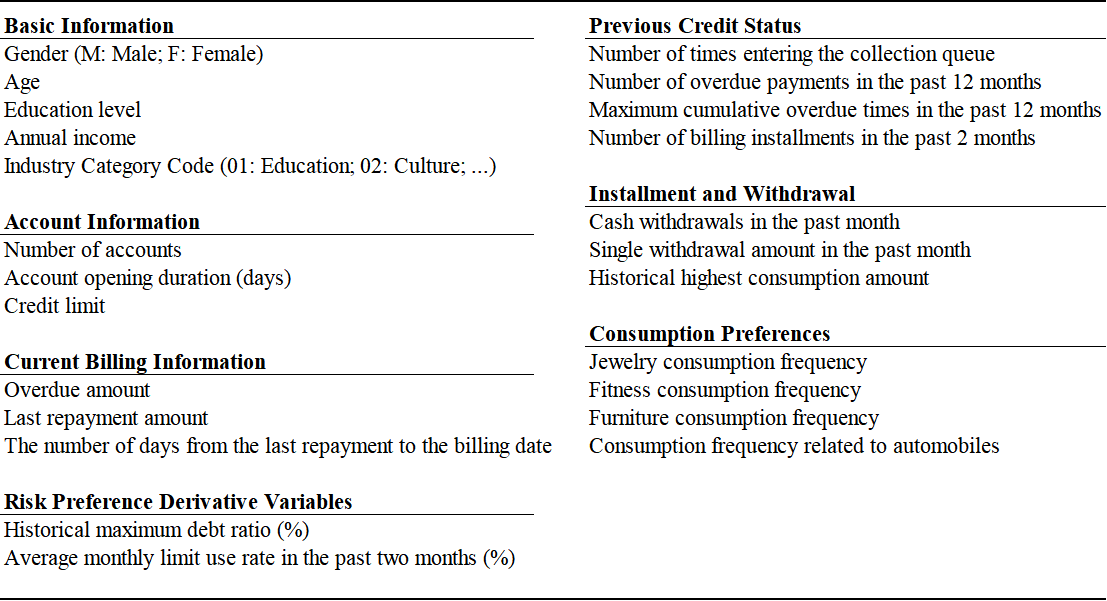 Basic Information
Gender (M: Male; F: Female)
Age
Education level
Annual income
Industry Category Code (01: Education; 02: Culture; ...)
Account Information
Number of accounts
Account opening duration (days)
Credit limit
Current Billing Information
Overdue amount
Last repayment amount
The number of days from the last repayment to the billing date
Risk Preference Derivative Variables
Historical maximum debt ratio (%)
Average monthly limit use rate in the past two months (%)
Previous Credit Status
Number of times entering the collection queue
Number of overdue payments in the past 12 months
Maximum cumulative overdue times in the past 12 months
Number of billing installments in the past 2 months
Installment and Withdrawal
Cash withdrawals in the past month
Single withdrawal amount in the past month
Historical highest consumption amount
Consumption Preferences
Jewelry consumption frequency
Fitness consumption frequency
Furniture consumption frequency
Consumption frequency related to automobiles